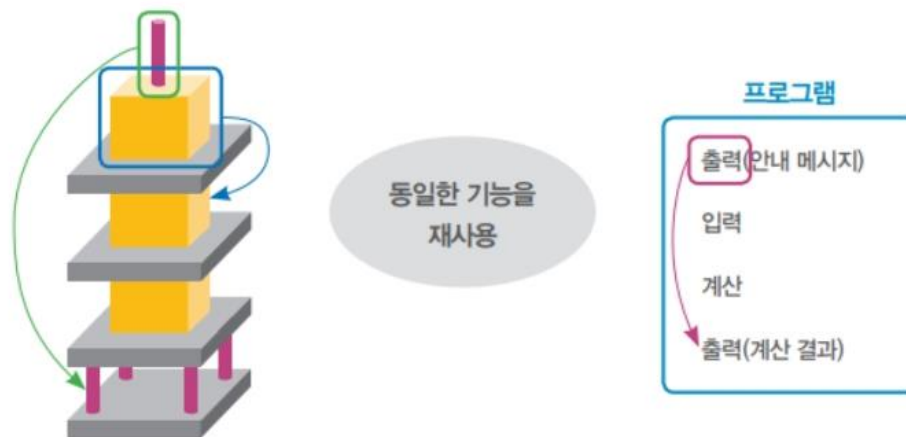 동일한 기능을
재사용
프로그램
출력(안내 메시지)
입력
계산
출력(계산 결과)